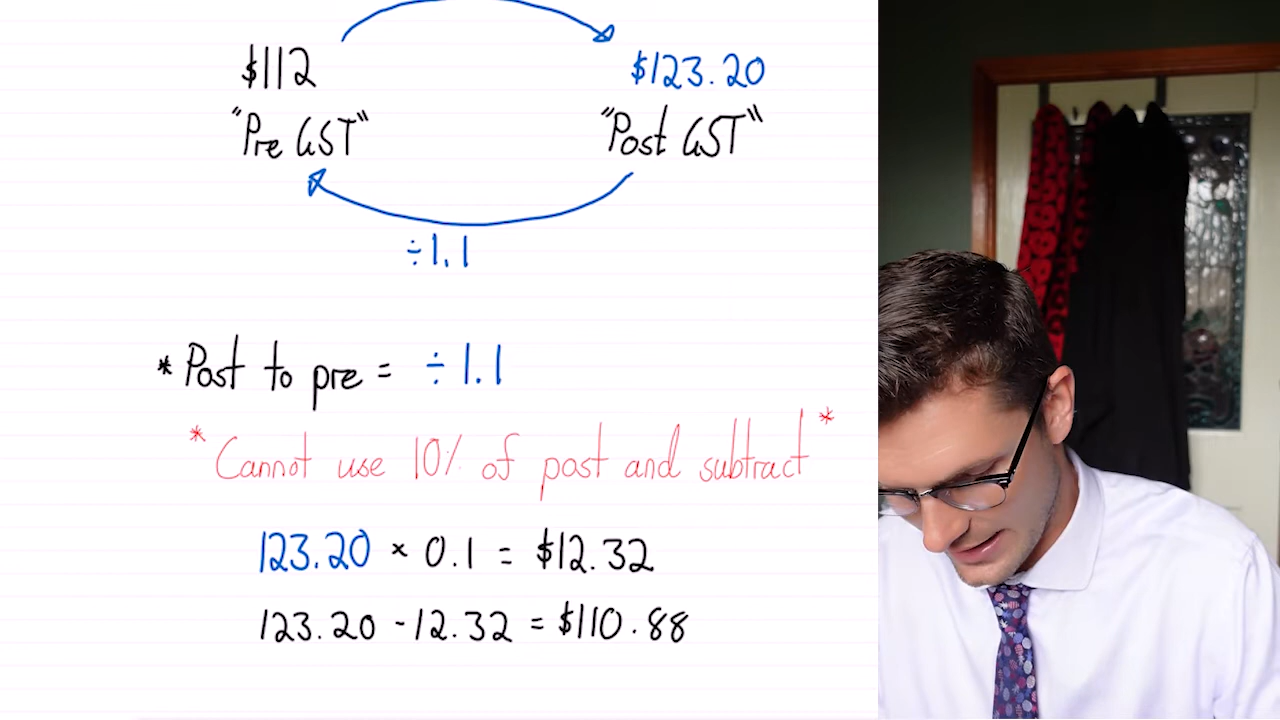 $112 $123.20
"Pre GST" "Post GST"
÷1.1
* Post to pre = ÷1.1
* Cannot use 10% of post and subtract *
123.20 × 0.1 = $12.32
123.20 - 12.32 = $110.88